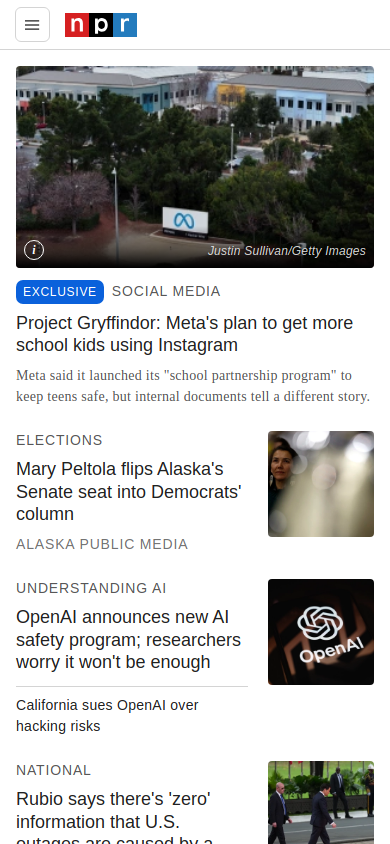 npr
Justin Sullivan/Getty Images
EXCLUSIVE SOCIAL MEDIA
Project Gryffindor: Meta's plan to get more
school kids using Instagram
Meta said it launched its "school partnership program" to
keep teens safe, but internal documents tell a different story.
ELECTIONS
Mary Peltola flips Alaska's
Senate seat into Democrats'
column
ALASKA PUBLIC MEDIA
UNDERSTANDING AI
OpenAI announces new AI
safety program; researchers
worry it won't be enough
OpenAI
California sues OpenAI over
hacking risks
NATIONAL
Rubio says there's 'zero'
information that U.S.
outages are caused by a